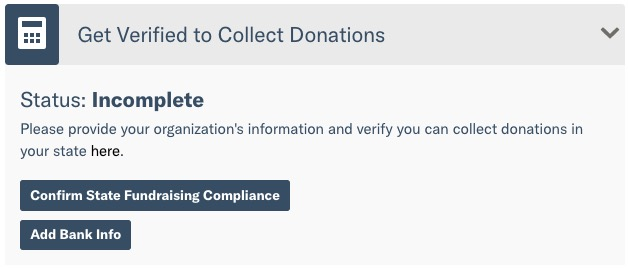 Get Verified to Collect Donations
Status: Incomplete
Please provide your organization's information and verify you can collect donations in
your state here.
Confirm State Fundraising Compliance
Add Bank Info